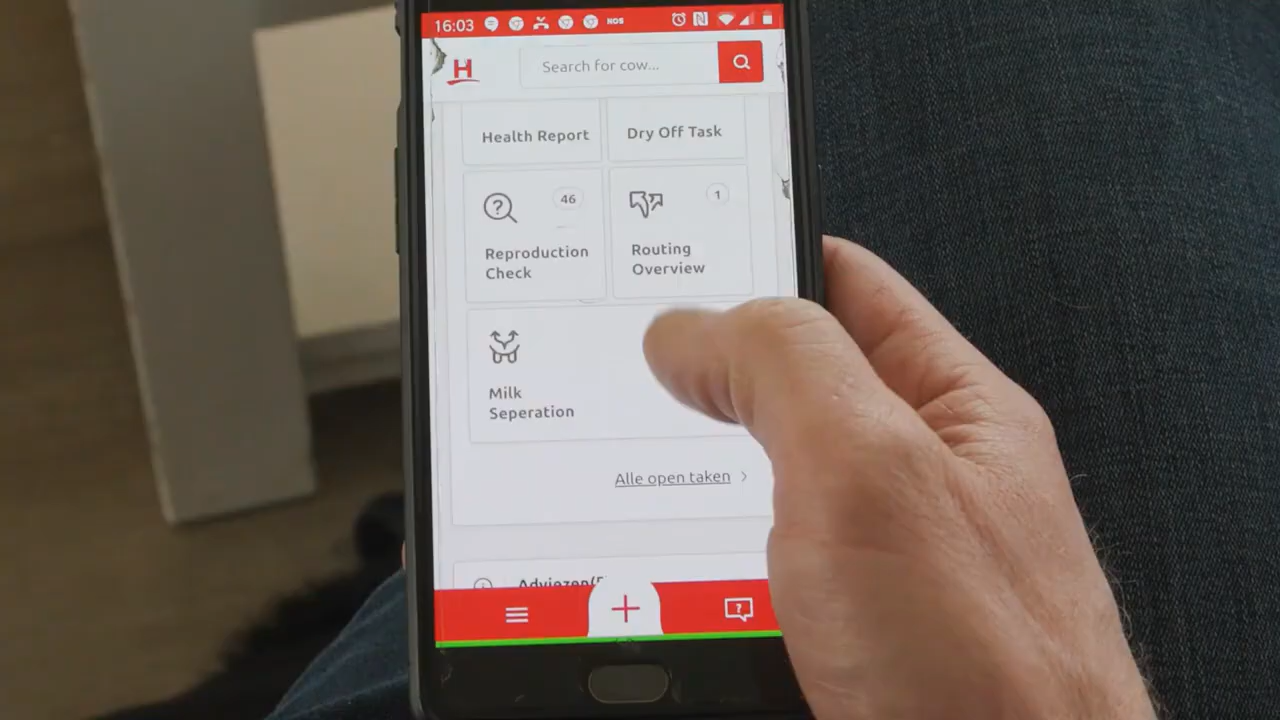 16:03 NOS
H Search for cow...
Health Report Dry Off Task
46 1
Reproduction
Check
Routing
Overview
Milk
Seperation
Alle open taken
+ ?